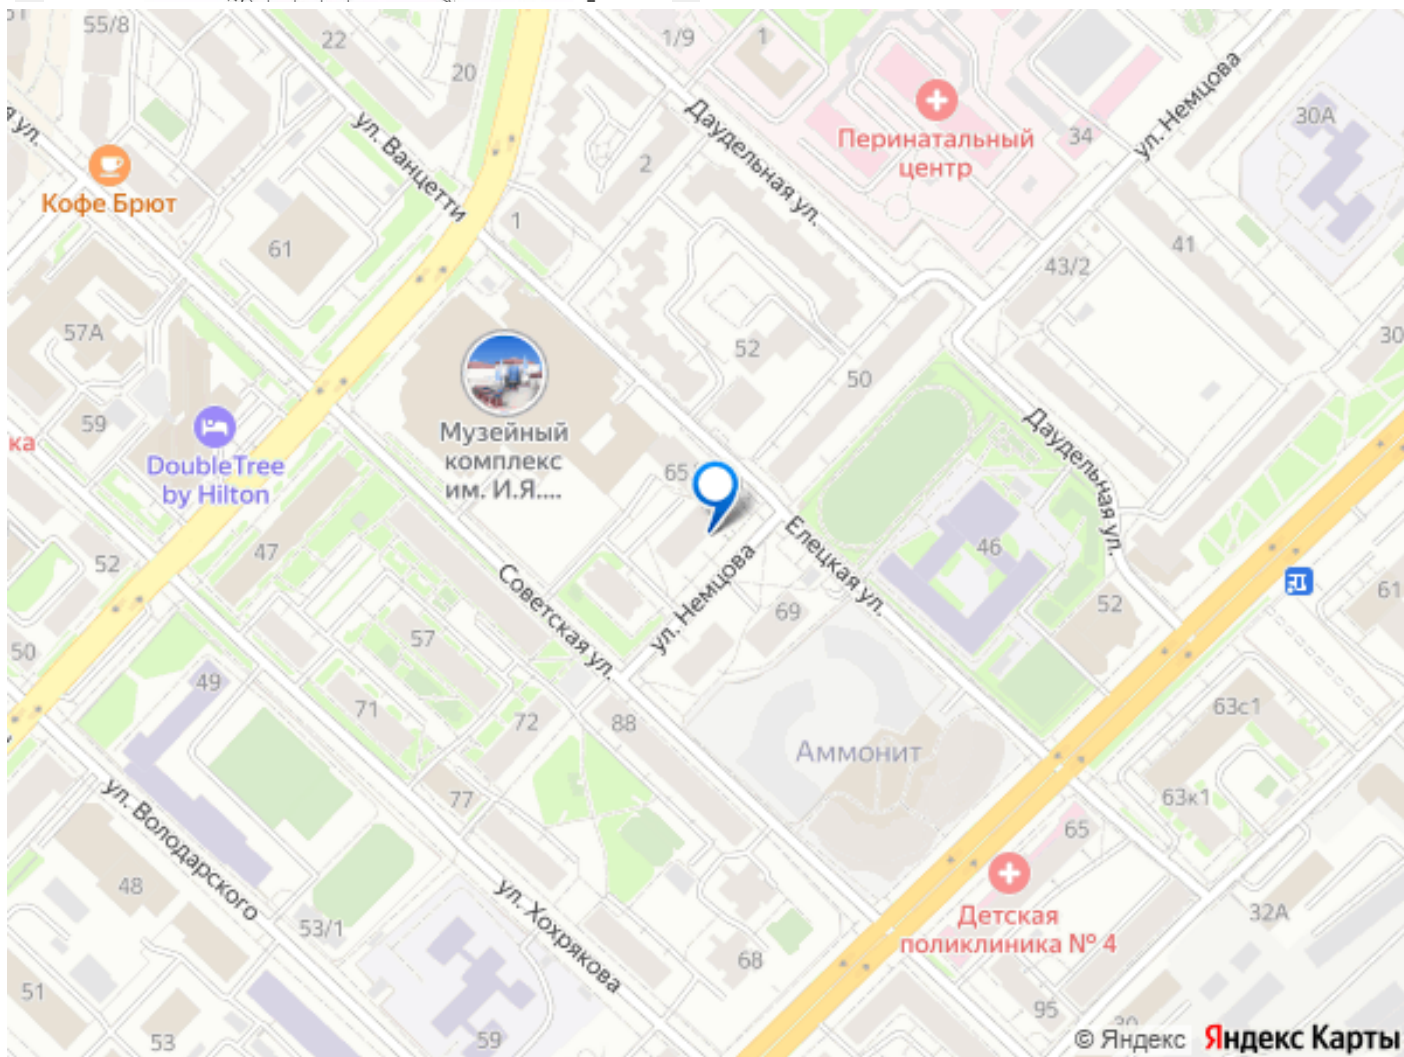 55/8
22
20
1/9
1
ул. Немцова
30А
я ул.
ул. Ванцетти
Даудельная ул.
Перинатальный
центр
34
2
Кофе Брют
61
1
41
43/2
57А
52
30
50
59
ка
DoubleTree
by Hilton
Музейный
комплекс
им. И.Я....
65
Даудельная ул.
47
52
Советская ул.
ул. Немцова
Елецкая ул.
46
52
61
57
69
50
49
71
72
88
63с1
Аммонит
77
63к1
65
ул. Володарского
48
53/1
ул. Хохрякова
Детская
поликлиника № 4
32А
68
51
53
59
95
© Яндекс Яндекс Карты